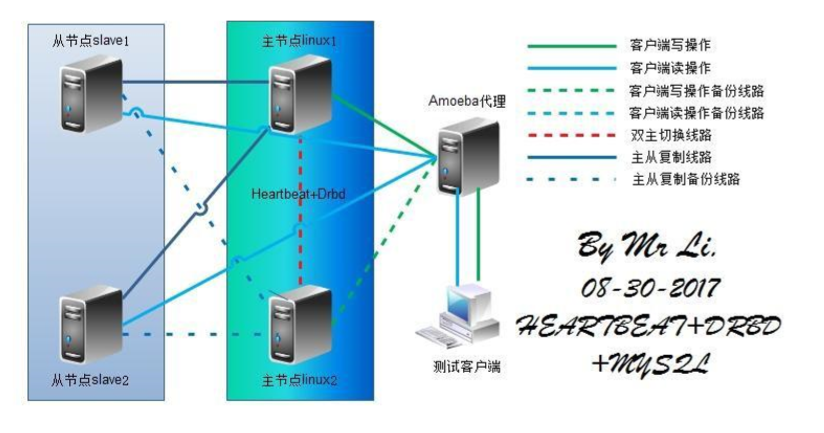 从节点slave1
主节点linux1
Amoeba代理
Heartbeat+Drbd
从节点slave2
主节点linux2
测试客户端
客户端写操作
客户端读操作
客户端写操作备份线路
客户端读操作备份线路
双主切换线路
主从复制线路
主从复制备份线路
By Mr Li.
08-30-2017
HEARTBEAT+DRBD
+MYSQL